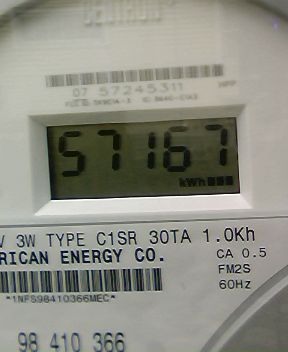 CENTRON
07 57245311
57167
kWh
V 3W TYPE C1SR 30TA 1.0Kh
RICAN ENERGY CO.
CA 0.5
FM2S
60Hz
*1NFS98410366MEC*
98 410 366